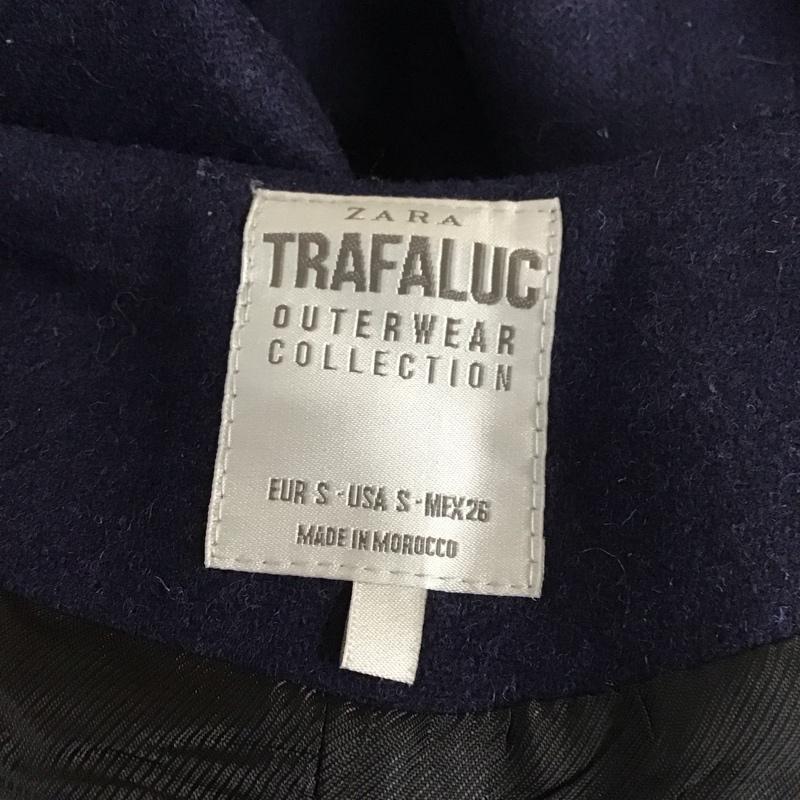 ZARA
TRAFALUC
OUTERWEAR
COLLECTION
EUR S - USA S - MEX 26
MADE IN MOROCCO